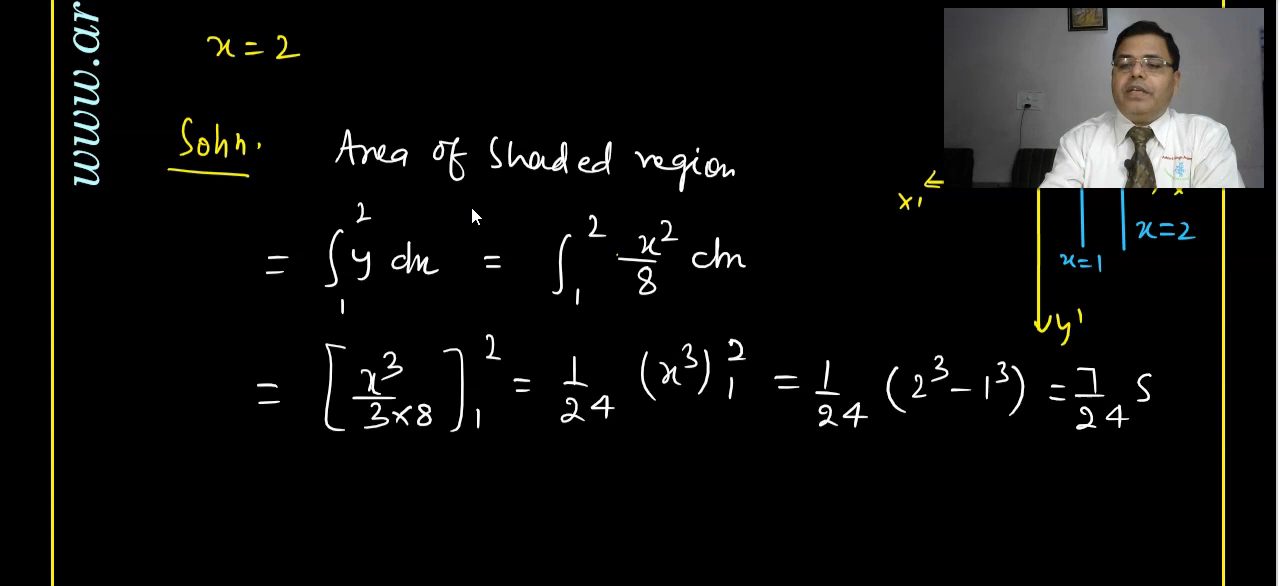 www.ar
x = 2
Soln.
Area of shaded region
x' ←
x=2
x=1
y'
= ∫₁² y dx = ∫₁² x²/8 dx
= [x³/3×8]₁² = 1/24 (x³)₁² = 1/24 (2³ – 1³) = 7/24 S